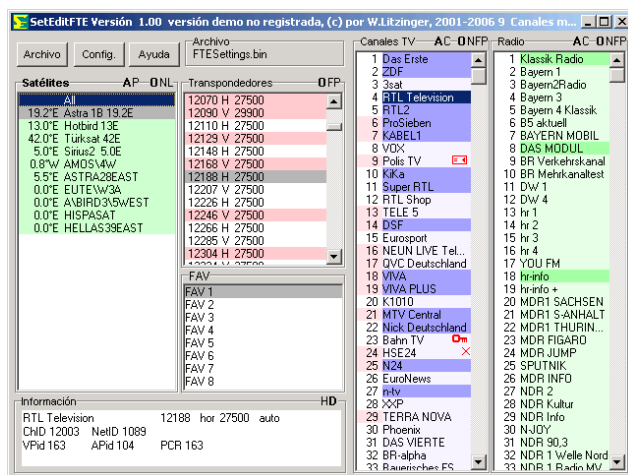 SetEditFTE Versión 1.00 versión demo no registrada, (c) por W.Litzinger, 2001-2006 9 Canales m...
Archivo
Config.
Ayuda
Archivo
FTESettings.bin
Satélites AP ONL
All
19.2°E Astra 1B 19.2E
13.0°E Hotbird 13E
42.0°E Türksat 42E
5.0°E Sirius2 5.0E
0.8°W AMOS\4W
5.5°E ASTRA28EAST
0.0°E EUTE\W3A
0.0°E A\BIRD3\5WEST
0.0°E HISPASAT
0.0°E HELLAS39EAST
Transpondedores OFP
12070 H 27500
12090 V 29900
12110 H 27500
12129 V 27500
12148 H 27500
12168 V 27500
12188 H 27500
12207 V 27500
12226 H 27500
12246 V 27500
12266 H 27500
12285 V 27500
12304 H 27500
12324 V 27500
FAV
FAV 1
FAV 2
FAV 3
FAV 4
FAV 5
FAV 6
FAV 7
FAV 8
Canales TV AC ONFP
1 Das Erste
2 ZDF
3 3sat
4 RTL Television
5 RTL2
6 ProSieben
7 KABEL1
8 VOX
9 Polis TV
10 KiKa
11 Super RTL
12 RTL Shop
13 TELE 5
14 DSF
15 Eurosport
16 NEUN LIVE Tel...
17 QVC Deutschland
18 VIVA
19 VIVA PLUS
20 K1010
21 MTV Central
22 Nick Deutschland
23 Bahn TV
24 HSE24
25 N24
26 EuroNews
27 n-tv
28 XXP
29 TERRA NOVA
30 Phoenix
31 DAS VIERTE
32 BR-alpha
33 Bayerisches FS
Radio AC ONFP
1 Klassik Radio
2 Bayern 1
3 Bayern2Radio
4 Bayern 3
5 Bayern 4 Klassik
6 B5 aktuell
7 BAYERN MOBIL
8 DAS MODUL
9 BR Verkehrskanal
10 BR Mehrkanaltest
11 DW 1
12 DW 4
13 hr 1
14 hr 2
15 hr 3
16 hr 4
17 YOU FM
18 hr-info
19 hr-info +
20 MDR1 SACHSEN
21 MDR1 S-ANHALT
22 MDR1 THURIN...
23 MDR FIGARO
24 MDR JUMP
25 SPUTNIK
26 MDR INFO
27 NDR 2
28 NDR Kultur
29 NDR Info
30 N-JOY
31 NDR 90,3
32 NDR 1 Welle Nord
33 NDR 1 Radio MV
Información HD
RTL Television 12188 hor 27500 auto
ChID 12003 NetID 1089
VPid 163 APid 104 PCR 163